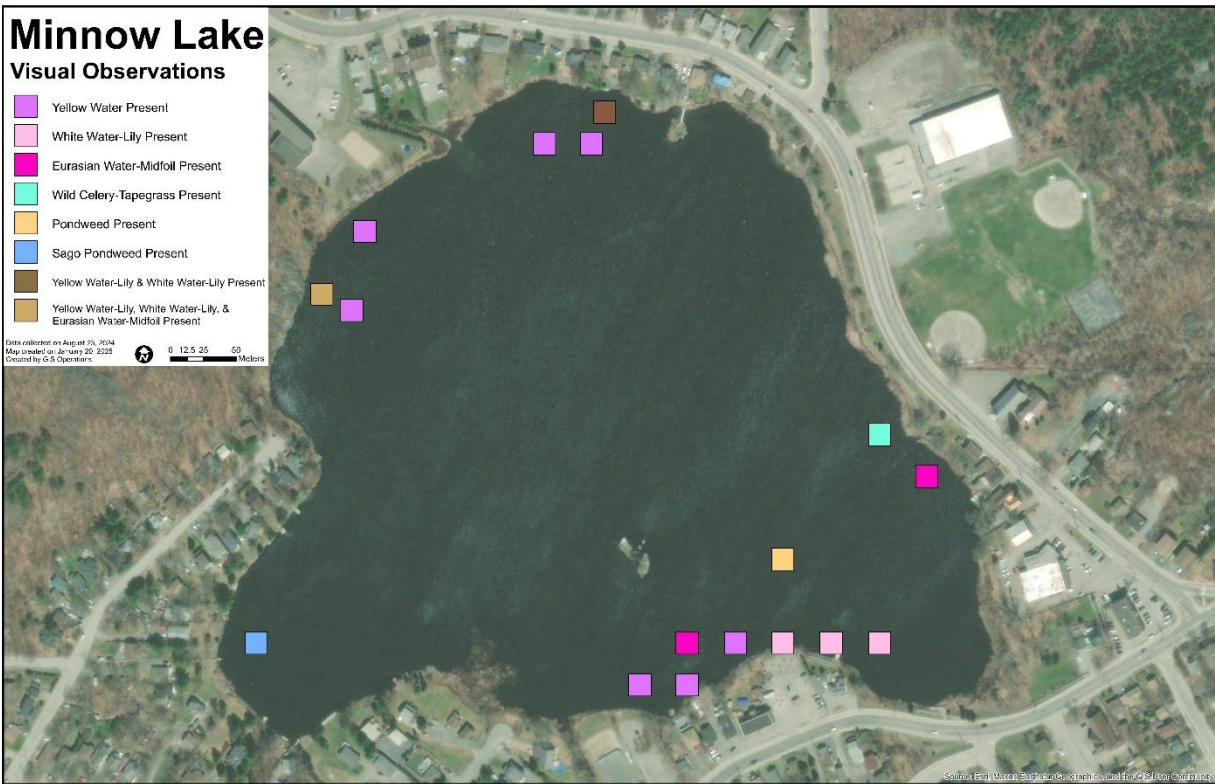 Minnow Lake
Visual Observations
Yellow Water Present
White Water-Lily Present
Eurasian Water-Midfoil Present
Wild Celery-Tapegrass Present
Pondweed Present
Sago Pondweed Present
Yellow Water-Lily & White Water-Lily Present
Yellow Water-Lily, White Water-Lily, &
Eurasian Water-Midfoil Present
Data collected on August 23, 2024
Map created on January 20, 2025
Created by G.S Operations
N
0 12.5 25 50
Meters
Source: Esri, Maxar, Earthstar Geographics, and the GIS User Community